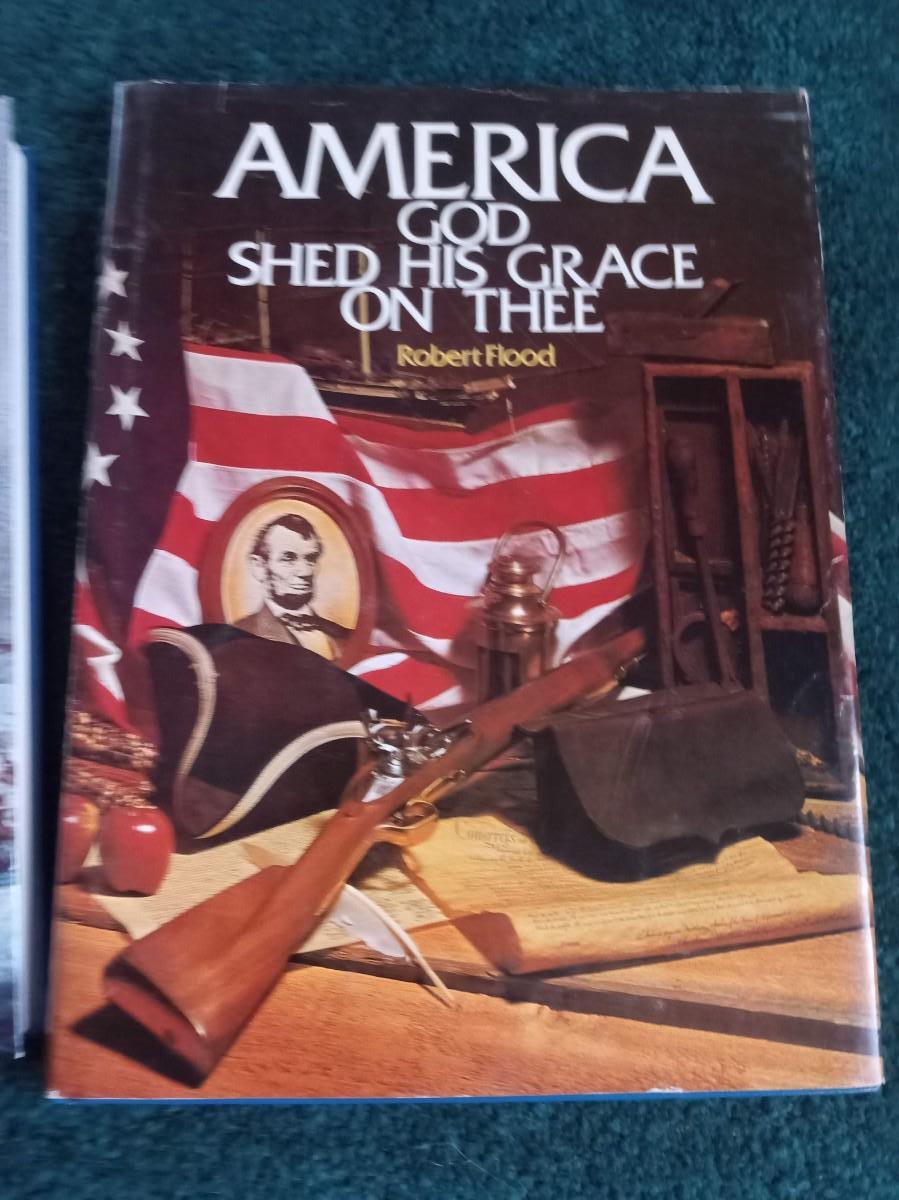 AMERICA
GOD
SHED HIS GRACE
ON THEE
Robert Flood